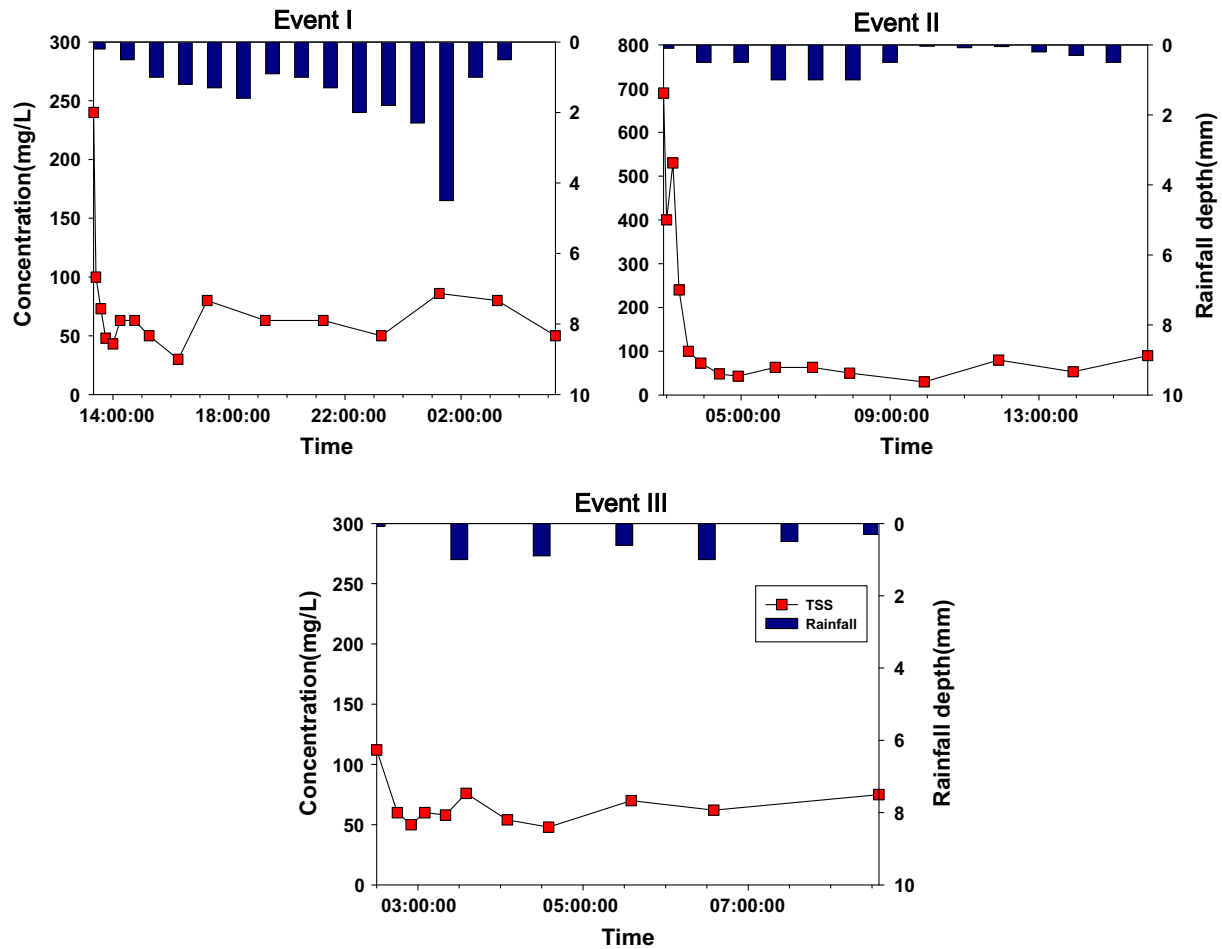 Event I
300
250
200
150
100
50
0
0
2
4
6
8
10
Concentration(mg/L)
14:00:00 18:00:00 22:00:00 02:00:00
Time
Event II
800
700
600
500
400
300
200
100
0
0
2
4
6
8
10
Rainfall depth(mm)
05:00:00 09:00:00 13:00:00
Time
Event III
300
250
200
150
100
50
0
0
2
4
6
8
10
Concentration(mg/L)
Rainfall depth(mm)
TSS
Rainfall
03:00:00 05:00:00 07:00:00
Time